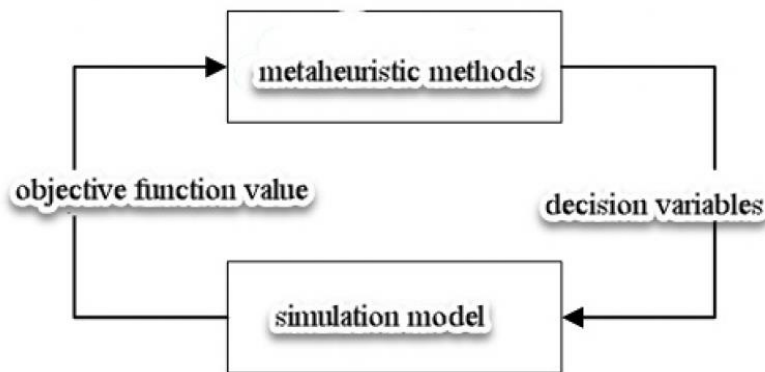 metaheuristic methods
objective function value
decision variables
simulation model